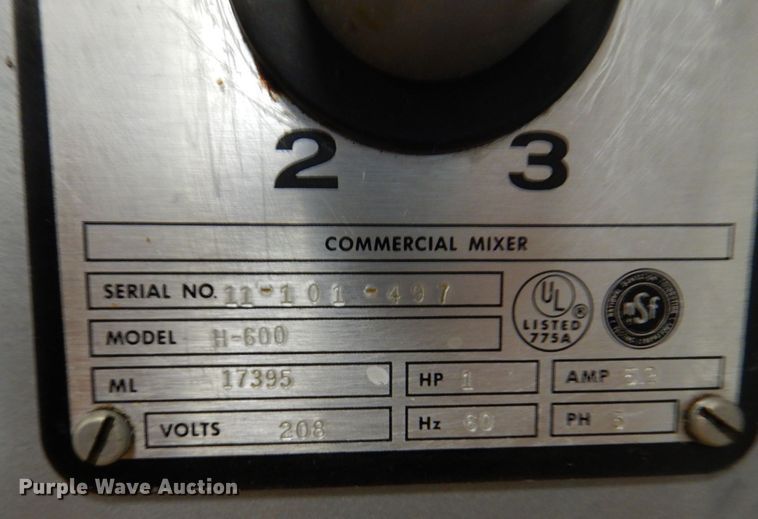 2 3
COMMERCIAL MIXER
SERIAL NO. 11-101-497
UL
®
LISTED
775A
NSF
MODEL H-600
ML 17395 HP 1 AMP
VOLTS 208 Hz 60 PH
Purple Wave Auction